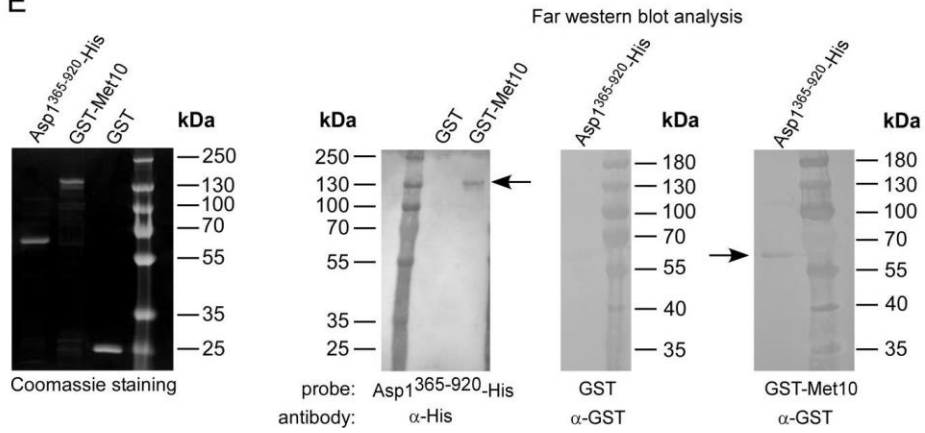 E
Far western blot analysis
Asp1365-920-His
GST-Met10
GST
kDa
250
130
100
70
55
35
25
Coomassie staining
kDa
GST
GST-Met10
250
130
100
70
55
35
25
Asp1365-920-His
kDa
180
130
100
70
55
40
35
Asp1365-920-His
kDa
180
130
100
70
55
40
35
probe: Asp1365-920-His GST GST-Met10
antibody: α-His α-GST α-GST